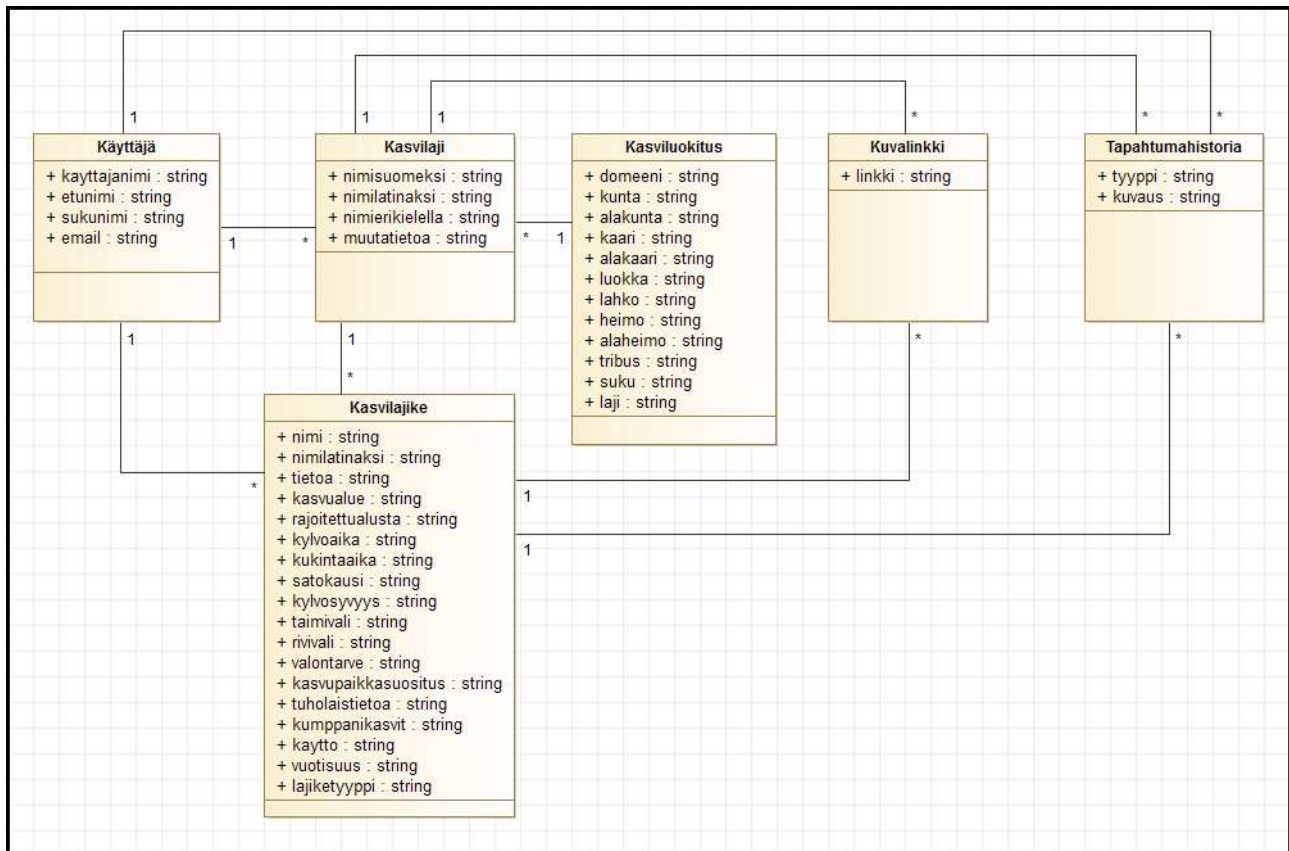 1
1
1
*
*
*
Käyttäjä
+ kayttajanimi : string
+ etunimi : string
+ sukunimi : string
+ email : string
1
*
Kasvilaji
+ nimisuomeksi : string
+ nimilatinaksi : string
+ nimierikielella : string
+ muutatietoa : string
*
1
Kasviluokitus
+ domeeni : string
+ kunta : string
+ alakunta : string
+ kaari : string
+ alakaari : string
+ luokka : string
+ lahko : string
+ heimo : string
+ alaheimo : string
+ tribus : string
+ suku : string
+ laji : string
Kuvalinkki
+ linkki : string
Tapahtumahistoria
+ tyyppi : string
+ kuvaus : string
1
1
*
*
*
Kasvilajike
+ nimi : string
+ nimilatinaksi : string
+ tietoa : string
+ kasvualue : string
+ rajoitettualusta : string
+ kylvoaika : string
+ kukintaaika : string
+ satokausi : string
+ kylvosyvyys : string
+ taimivali : string
+ rivivali : string
+ valontarve : string
+ kasvupaikkasuositus : string
+ tuholaistietoa : string
+ kumppanikasvit : string
+ kaytto : string
+ vuotisuus : string
+ lajiketyyppi : string
*
1
1